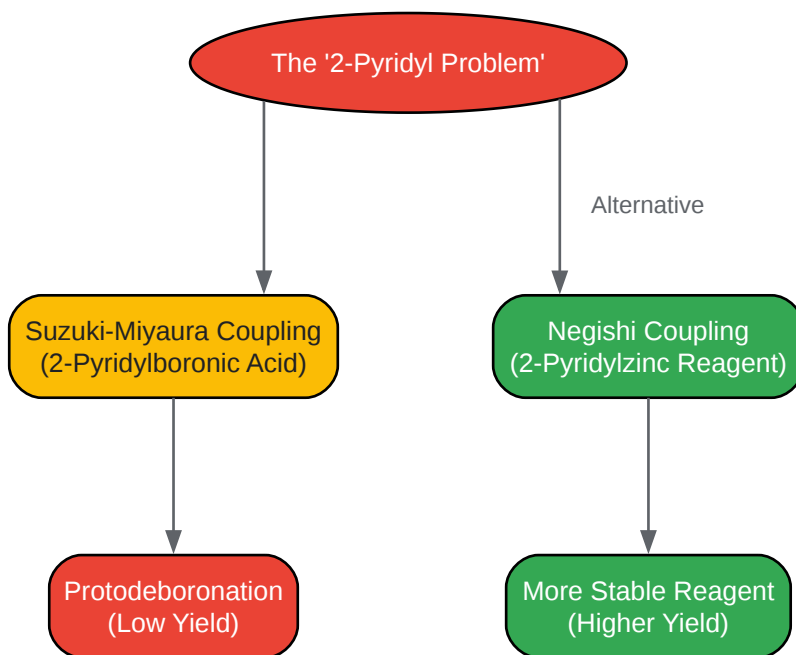 The '2-Pyridyl Problem'
Alternative
Suzuki-Miyaura Coupling
(2-Pyridylboronic Acid)
Negishi Coupling
(2-Pyridylzinc Reagent)
Protodeboronation
(Low Yield)
More Stable Reagent
(Higher Yield)